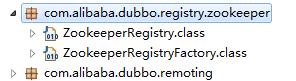 com.alibaba.dubbo.registry.zookeeper
ZookeeperRegistry.class
ZookeeperRegistryFactory.class
com.alibaba.dubbo.remoting